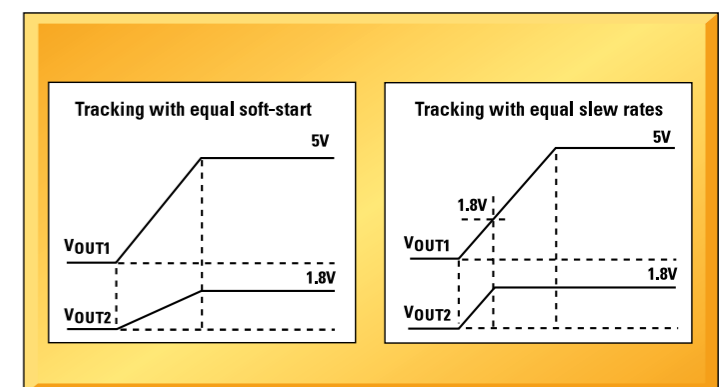 Tracking with equal soft-start
5V
VOUT1
1.8V
VOUT2
Tracking with equal slew rates
5V
1.8V
VOUT1
1.8V
VOUT2